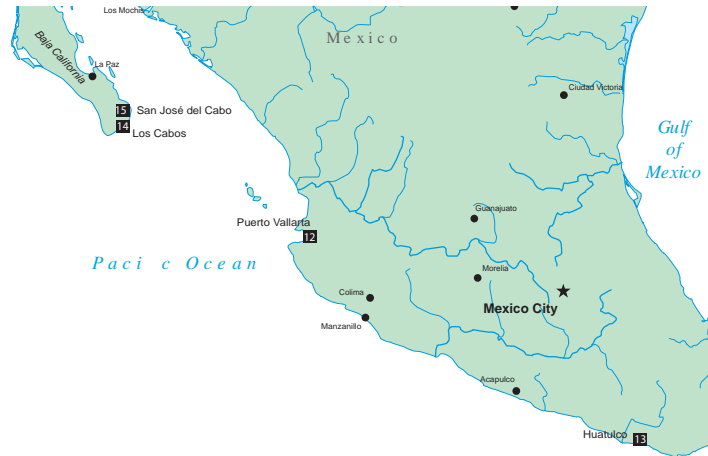 Los Mochis
Mexico
Baja California
La Paz
Ciudad Victoria
15 San José del Cabo
14 Los Cabos
Gulf
of
Mexico
Guanajuato
Puerto Vallarta
12
Paci c Ocean
Morelia
Colima
Mexico City
Manzanillo
Acapulco
Huatulco 13